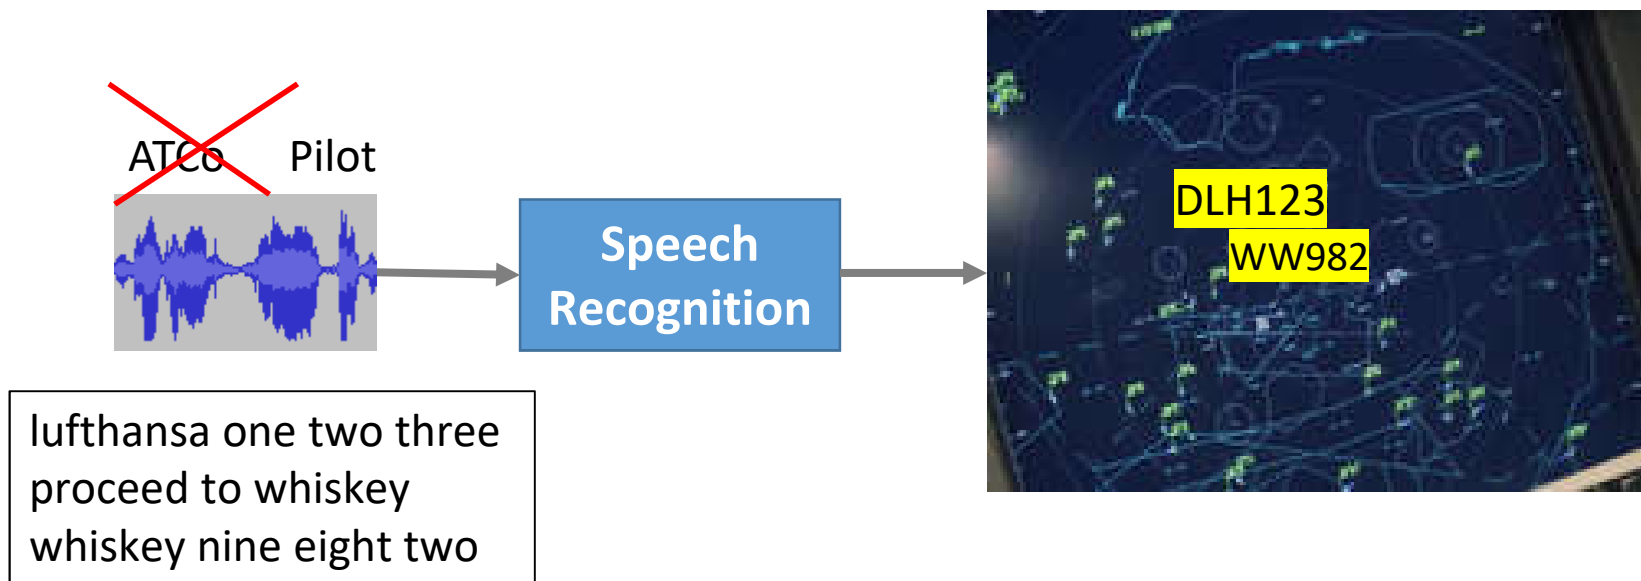 ATCo Pilot
Speech
Recognition
DLH123
WW982
lufthansa one two three
proceed to whiskey
whiskey nine eight two